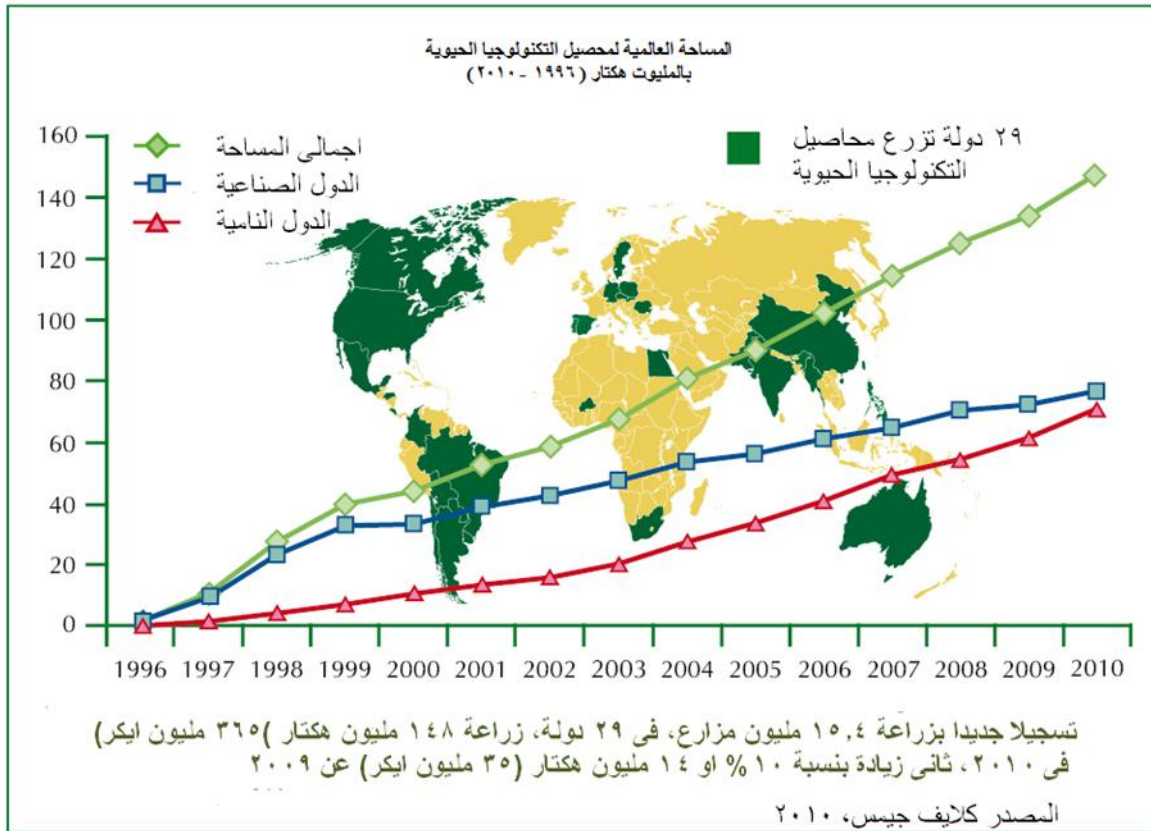 المساحة العالمية لمحصيل التكنولوجيا الحيوية
بالمليوت هكتار (١٩٩٦ - ٢٠١٠)
160
140
120
100
80
60
40
20
0
اجمالى المساحة
الدول الصناعية
الدول النامية
٢٩ دولة تزرع محاصيل
التكنولوجيا الحيوية
1996 1997 1998 1999 2000 2001 2002 2003 2004 2005 2006 2007 2008 2009 2010
تسجيلا جديدا بزراعة ١٥,٤ مليون مزارع، فى ٢٩ دولة، زراعة ١٤٨ مليون هكتار )٣٦٥ مليون ايكر)
فى ٢٠١٠، ثانى زيادة بنسبة ١٠% او ١٤ مليون هكتار (٣٥ مليون ايكر) عن ٢٠٠٩
المصدر كلايف جيمس، ٢٠١٠